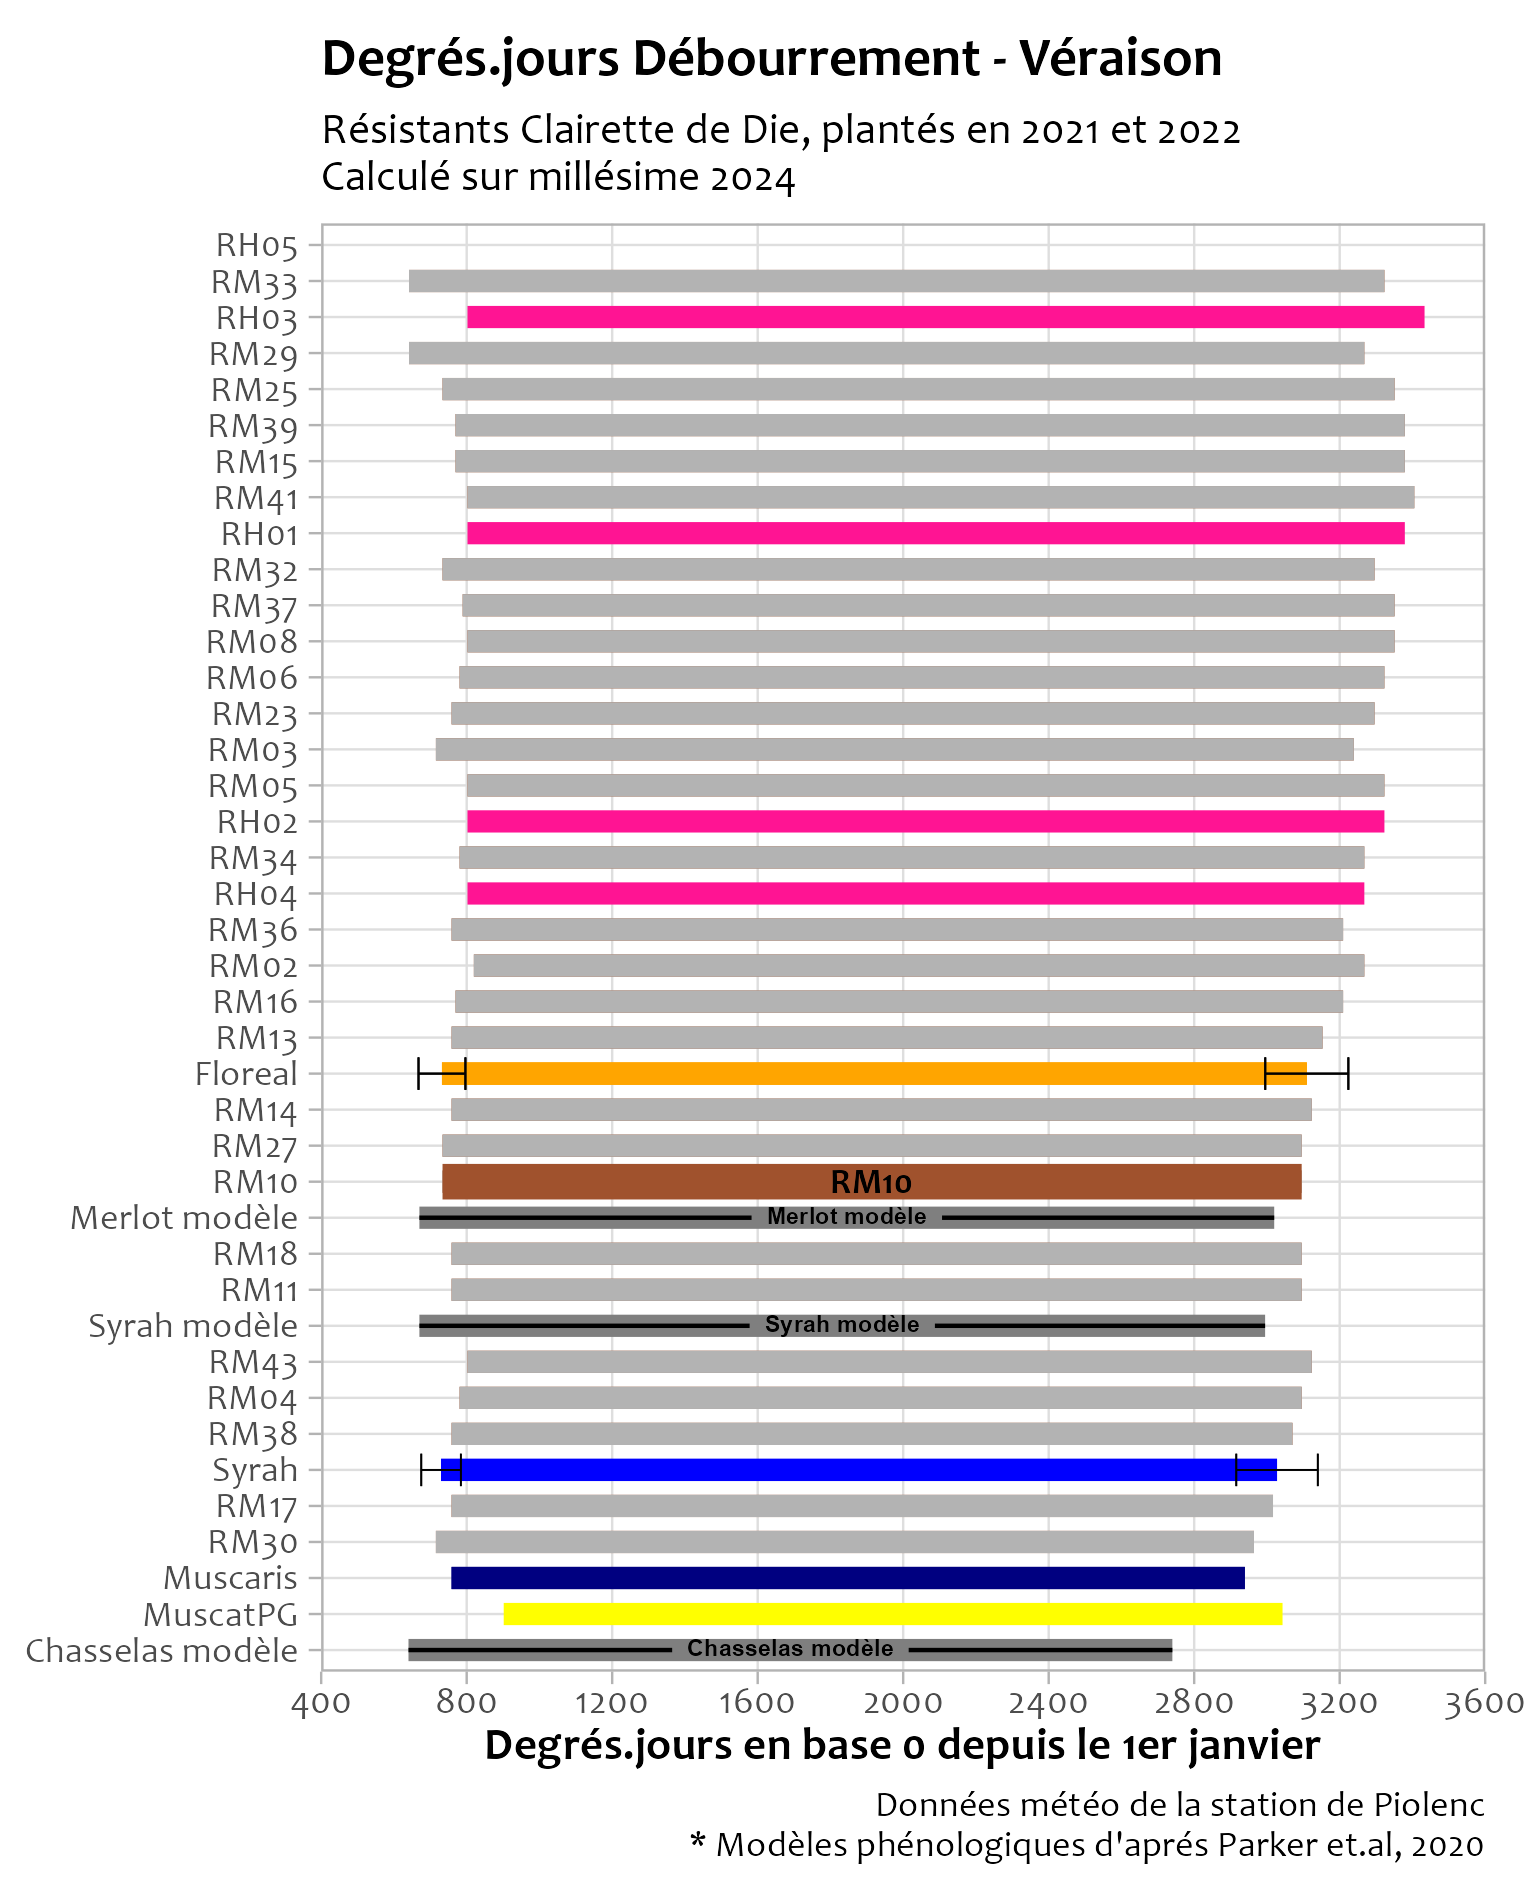 Degrés.jours Débourrement - Véraison
Résistants Clairette de Die, plantés en 2021 et 2022
Calculé sur millésime 2024
RH05
RM33
RH03
RM29
RM25
RM39
RM15
RM41
RH01
RM32
RM37
RM08
RM06
RM23
RM03
RM05
RH02
RM34
RH04
RM36
RM02
RM16
RM13
Floreal
RM14
RM27
RM10 RM10
Merlot modèle Merlot modèle
RM18
RM11
Syrah modèle Syrah modèle
RM43
RM04
RM38
Syrah
RM17
RM30
Muscaris
MuscatPG
Chasselas modèle Chasselas modèle
400 800 1200 1600 2000 2400 2800 3200 3600
Degrés.jours en base 0 depuis le 1er janvier
Données météo de la station de Piolenc
* Modèles phénologiques d'aprés Parker et.al, 2020